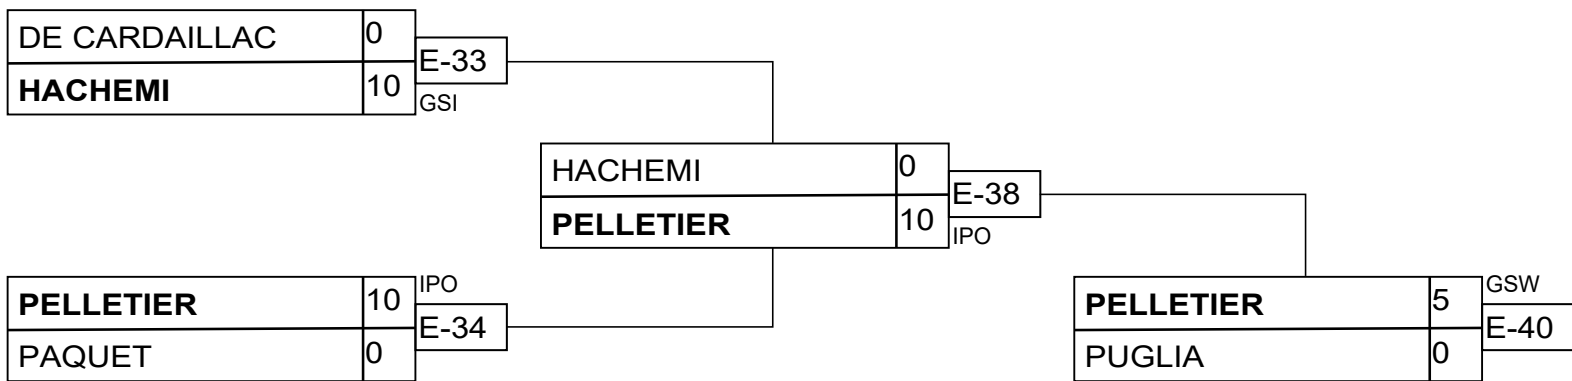 DE CARDAILLAC 0
E-33
HACHEMI 10
GSI
HACHEMI 0
E-38
PELLETIER 10
IPO
PELLETIER 10
IPO
E-34
PAQUET 0
PELLETIER 5
GSW
E-40
PUGLIA 0